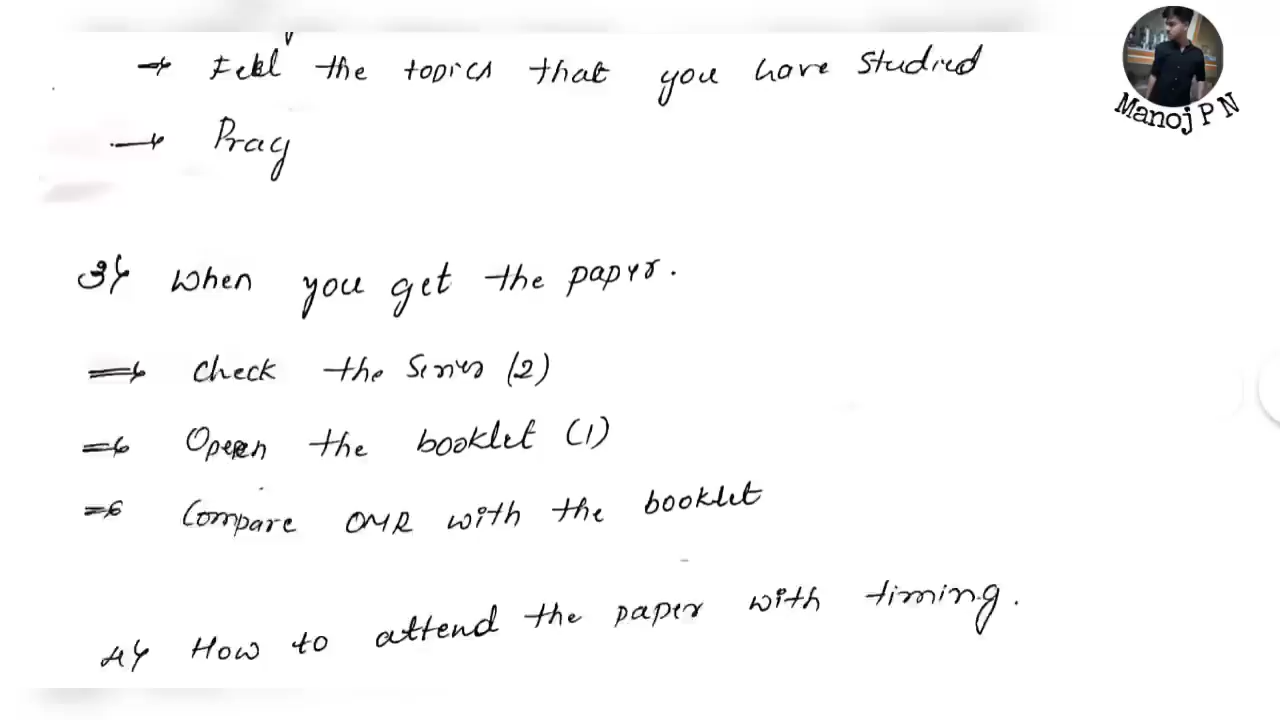 → Feel the topics that you have studied
→ Pray
Manoj P N
3) When you get the paper.
⇒ Check the Series (2)
⇒ Open the booklet (1)
⇒ Compare OMR with the booklet
4) How to attend the paper with timing.